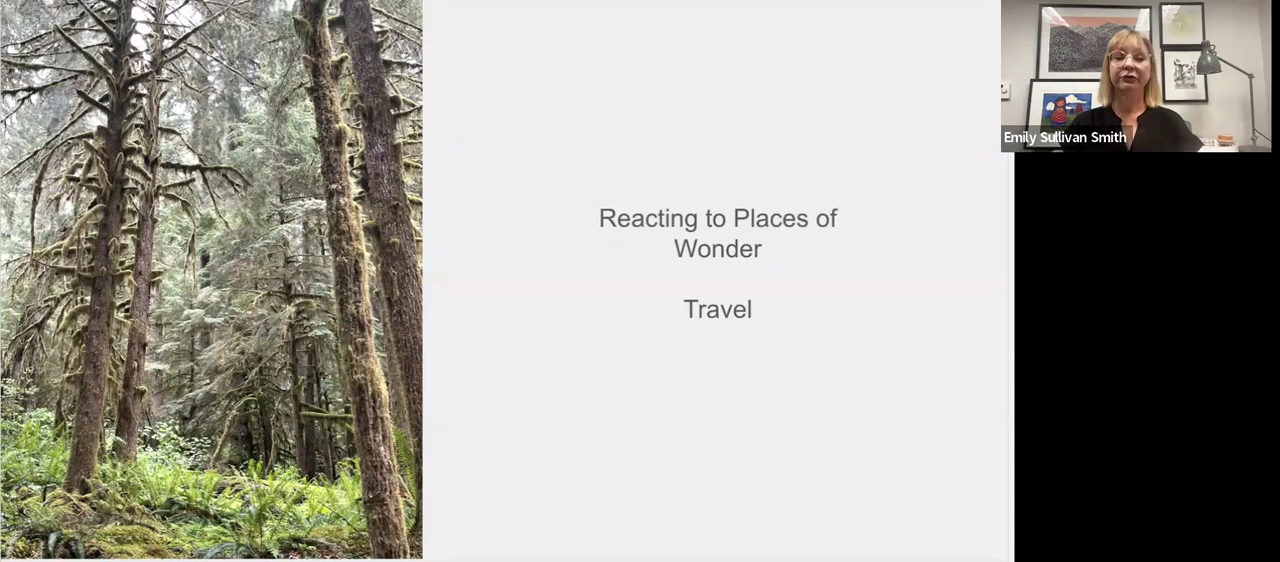 Reacting to Places of
Wonder
Travel
Emily Sullivan Smith